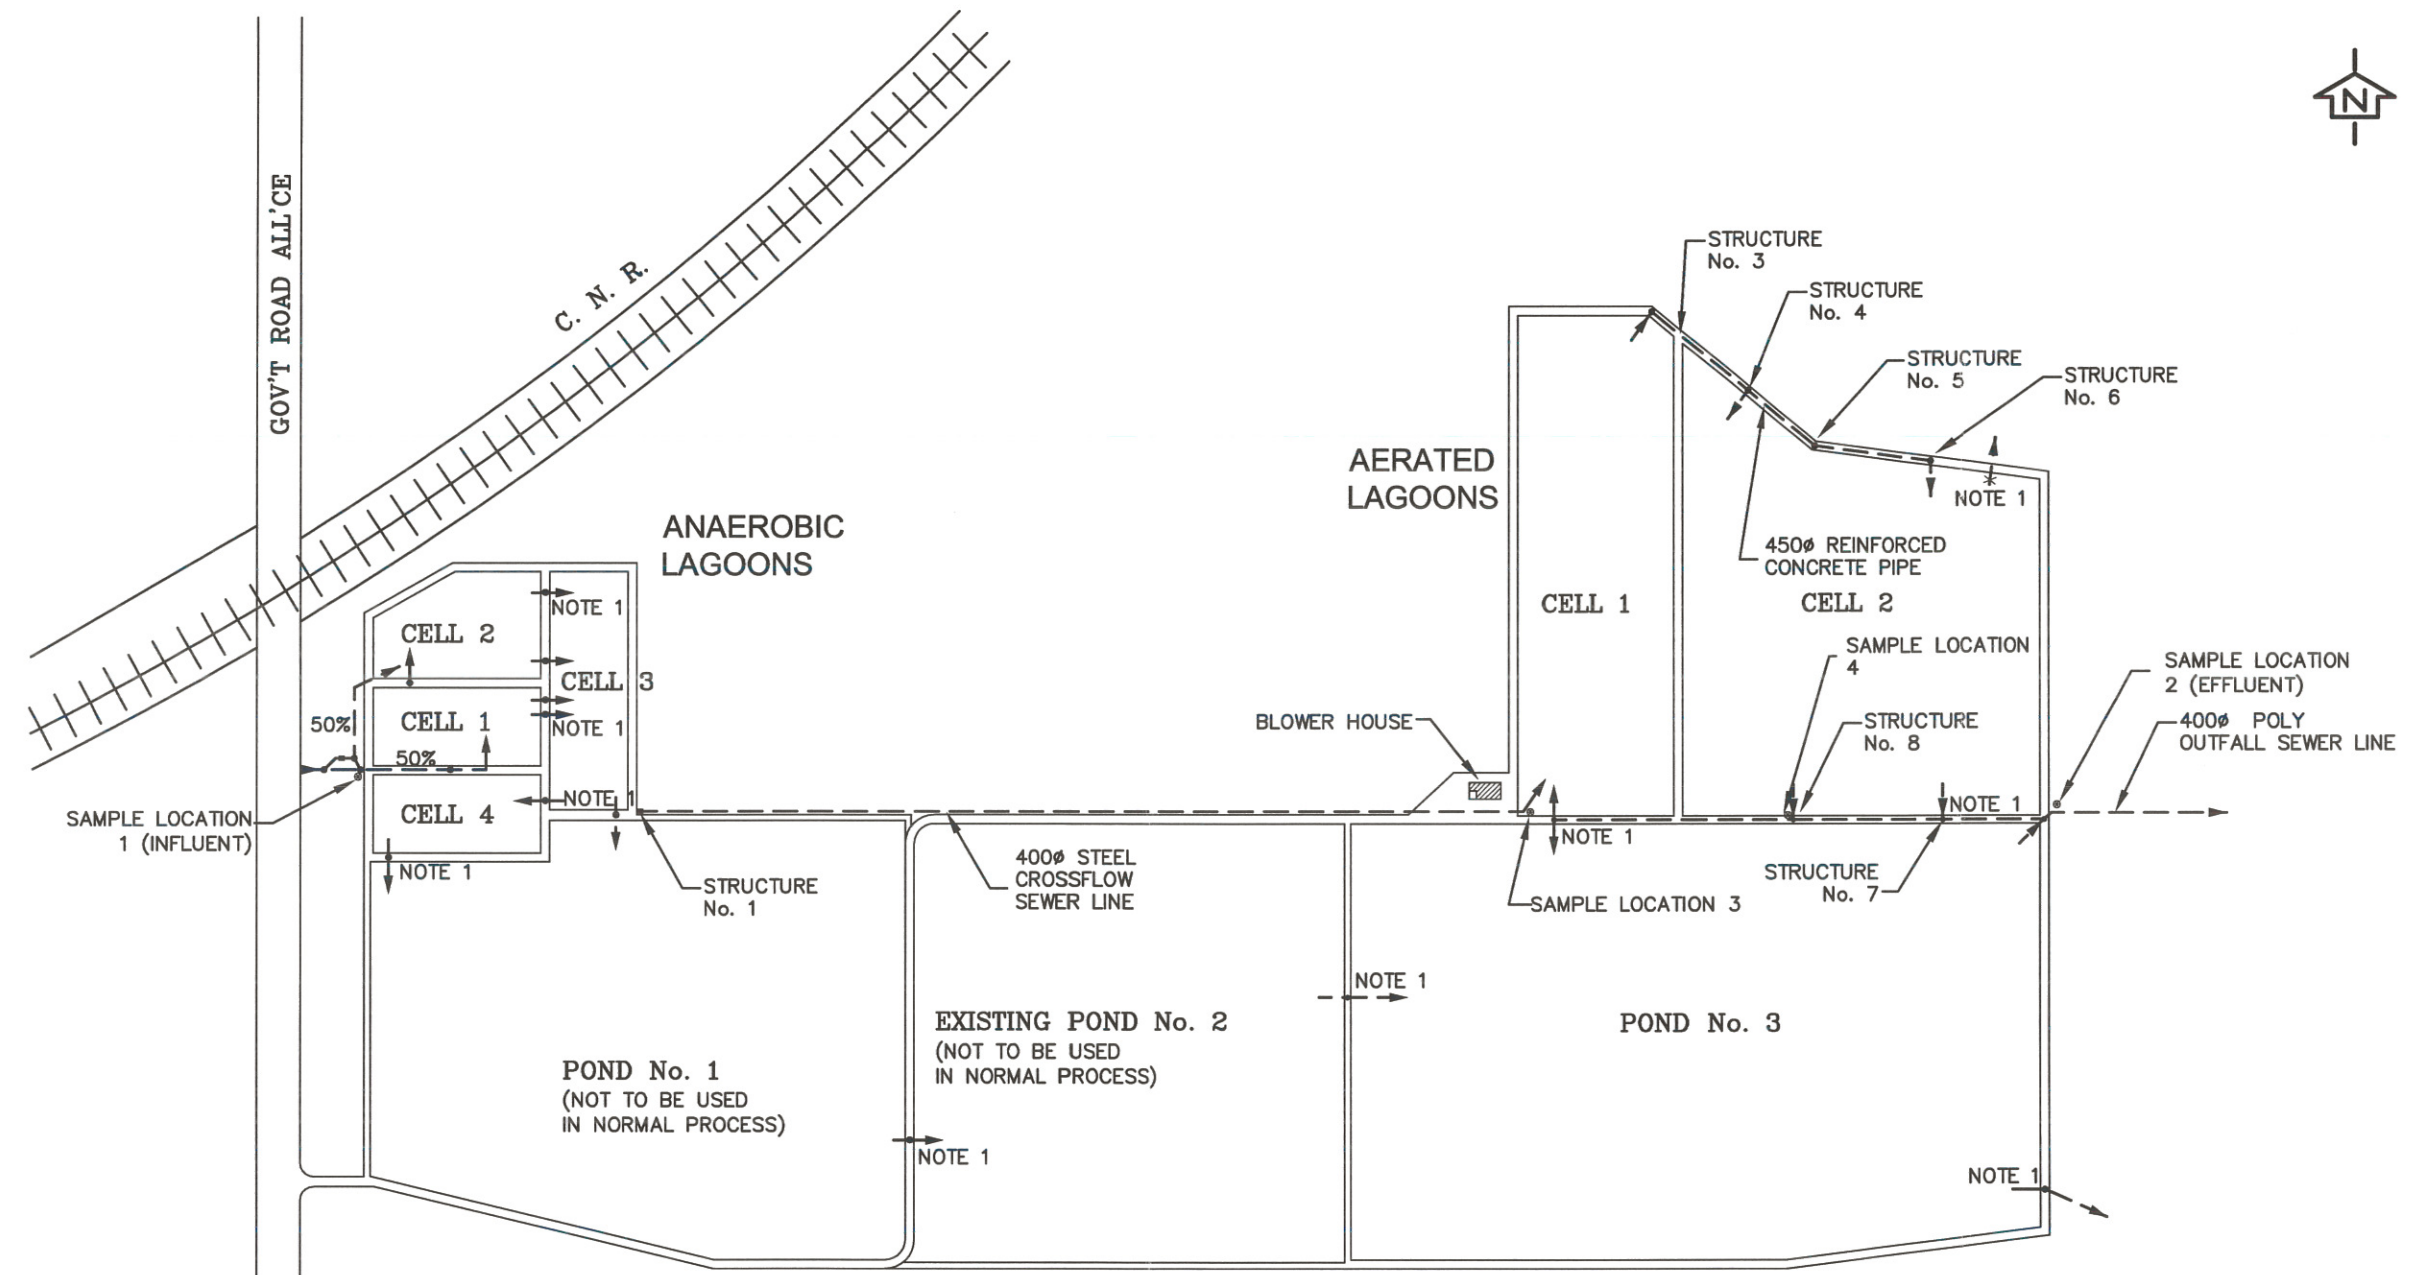 N
GOV'T ROAD ALL'CE
C. N. R.
STRUCTURE
No. 3
STRUCTURE
No. 4
STRUCTURE
No. 5
STRUCTURE
No. 6
AERATED
LAGOONS
NOTE 1
ANAEROBIC
LAGOONS
450ø REINFORCED
CONCRETE PIPE
CELL 1
CELL 2
NOTE 1
CELL 2
SAMPLE LOCATION
4
SAMPLE LOCATION
2 (EFFLUENT)
CELL 3
50%
CELL 1
NOTE 1
BLOWER HOUSE
STRUCTURE
No. 8
400ø POLY
OUTFALL SEWER LINE
50%
NOTE 1
CELL 4
NOTE 1
SAMPLE LOCATION
1 (INFLUENT)
NOTE 1
NOTE 1
400ø STEEL
CROSSFLOW
SEWER LINE
STRUCTURE
No. 1
STRUCTURE
No. 7
SAMPLE LOCATION 3
NOTE 1
EXISTING POND No. 2
(NOT TO BE USED
IN NORMAL PROCESS)
POND No. 3
POND No. 1
(NOT TO BE USED
IN NORMAL PROCESS)
NOTE 1
NOTE 1